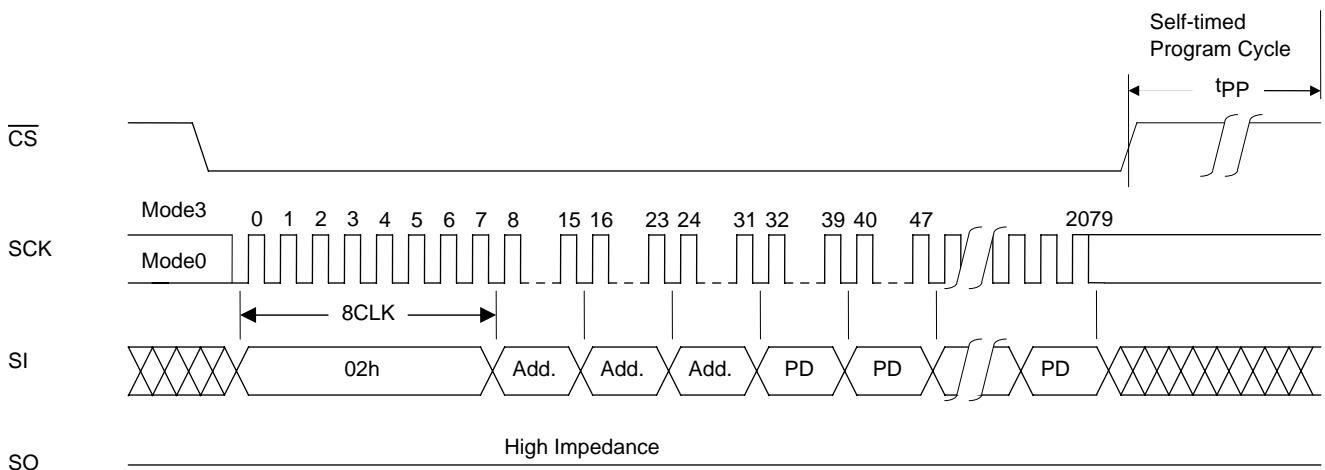 Self-timed
Program Cycle
tPP
CS
Mode3
0 1 2 3 4 5 6 7 8 15 16 23 24 31 32 39 40 47 2079
SCK
Mode0
8CLK
SI
02h Add. Add. Add. PD PD PD
High Impedance
SO